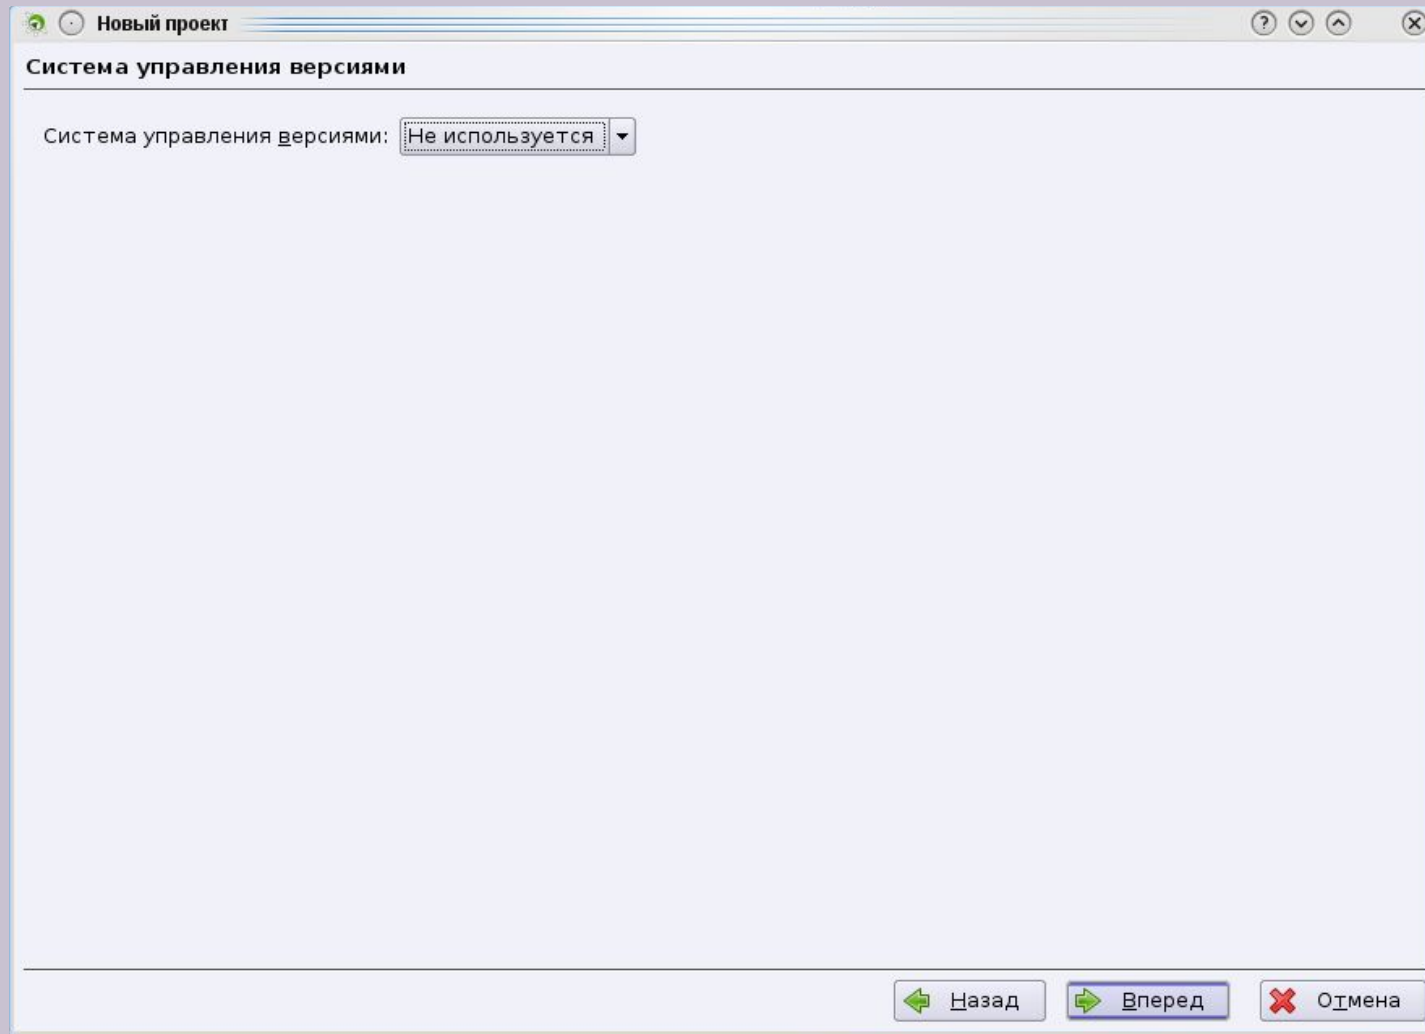 Новый проект
Система управления версиями
Система управления версиями: Не используется
Назад Вперед Отмена